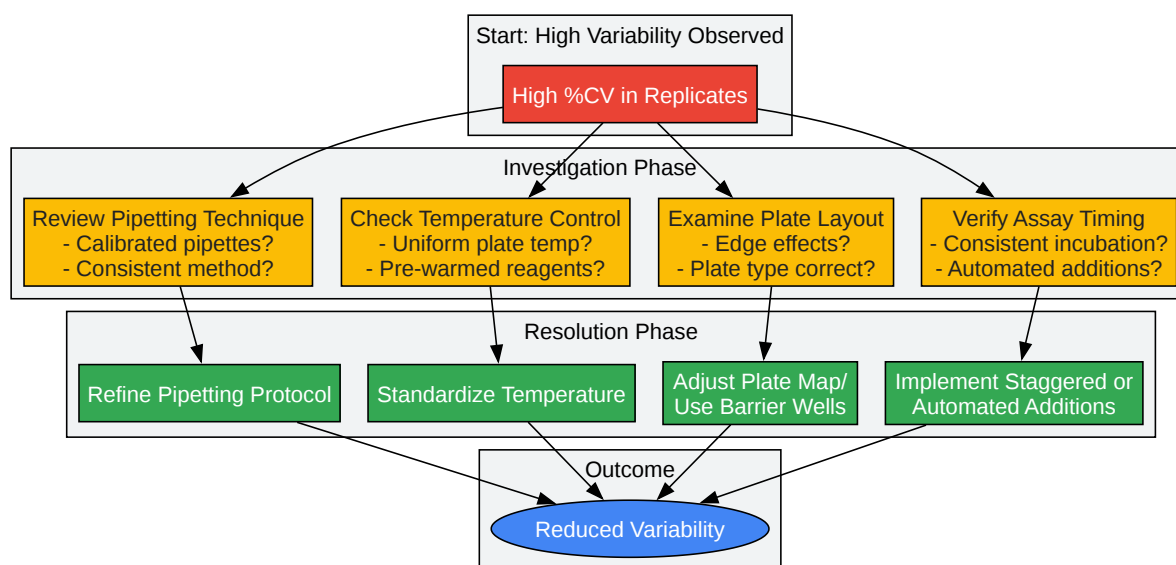 Start: High Variability Observed
High %CV in Replicates
Investigation Phase
Review Pipetting Technique
- Calibrated pipettes?
- Consistent method?
Check Temperature Control
- Uniform plate temp?
- Pre-warmed reagents?
Examine Plate Layout
- Edge effects?
- Plate type correct?
Verify Assay Timing
- Consistent incubation?
- Automated additions?
Resolution Phase
Refine Pipetting Protocol
Standardize Temperature
Adjust Plate Map/
Use Barrier Wells
Implement Staggered or
Automated Additions
Outcome
Reduced Variability